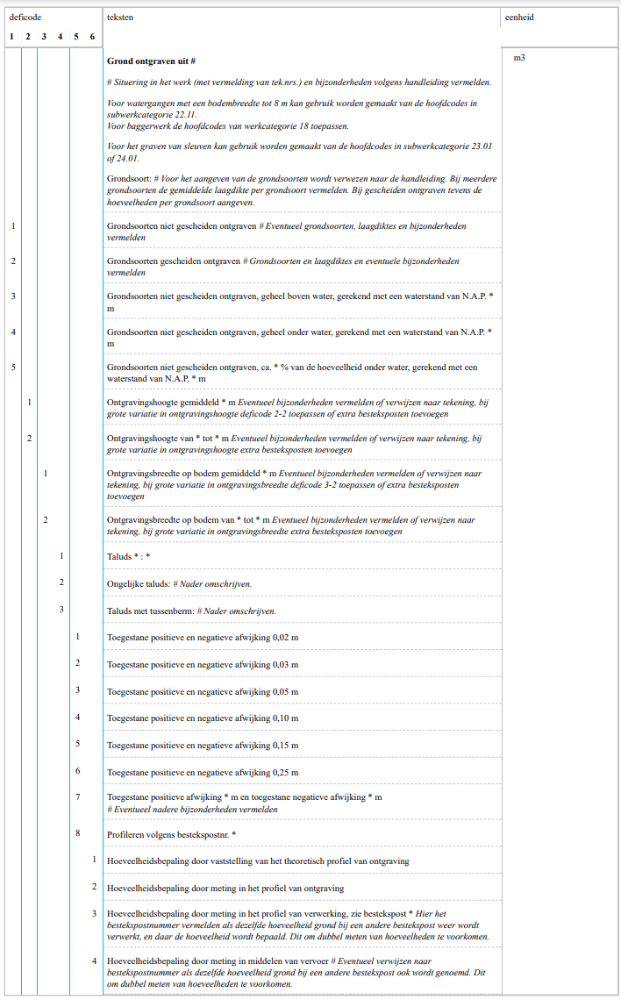 deficode teksten eenheid
1 2 3 4 5 6
Grond ontgraven uit # m3
# Situering in het werk (met vermelding van tek.nrs.) en bijzonderheden volgens handleiding vermelden.
Voor watergangen met een bodembreedte tot 8 m kan gebruik worden gemaakt van de hoofdcodes in
subwerkcategorie 22.11.
Voor baggerwerk de hoofdcodes van werkcategorie 18 toepassen.
Voor het graven van sleuven kan gebruik worden gemaakt van de hoofdcodes in subwerkcategorie 23.01
of 24.01.
Grondsoort: # Voor het aangeven van de grondsoorten wordt verwezen naar de handleiding. Bij meerdere
grondsoorten de gemiddelde laagdikte per grondsoort vermelden. Bij gescheiden ontgraven tevens de
hoeveelheden per grondsoort aangeven.
1 Grondsoorten niet gescheiden ontgraven # Eventueel grondsoorten, laagdiktes en bijzonderheden
vermelden
2 Grondsoorten gescheiden ontgraven # Grondsoorten en laagdiktes en eventuele bijzonderheden
vermelden
3 Grondsoorten niet gescheiden ontgraven, geheel boven water, gerekend met een waterstand van N.A.P. *
m
4 Grondsoorten niet gescheiden ontgraven, geheel onder water, gerekend met een waterstand van N.A.P. *
m
5 Grondsoorten niet gescheiden ontgraven, ca. * % van de hoeveelheid onder water, gerekend met een
waterstand van N.A.P. * m
1 Ontgravingshoogte gemiddeld * m Eventueel bijzonderheden vermelden of verwijzen naar tekening, bij
grote variatie in ontgravingshoogte deficode 2-2 toepassen of extra besteksposten toevoegen
2 Ontgravingshoogte van * tot * m Eventueel bijzonderheden vermelden of verwijzen naar tekening, bij
grote variatie in ontgravingshoogte extra besteksposten toevoegen
1 Ontgravingsbreedte op bodem gemiddeld * m Eventueel bijzonderheden vermelden of verwijzen naar
tekening, bij grote variatie in ontgravingsbreedte deficode 3-2 toepassen of extra besteksposten
toevoegen
2 Ontgravingsbreedte op bodem van * tot * m Eventueel bijzonderheden vermelden of verwijzen naar
tekening, bij grote variatie in ontgravingsbreedte extra besteksposten toevoegen
1 Taluds * : *
2 Ongelijke taluds: # Nader omschrijven.
3 Taluds met tussenberm: # Nader omschrijven.
1 Toegestane positieve en negatieve afwijking 0,02 m
2 Toegestane positieve en negatieve afwijking 0,03 m
3 Toegestane positieve en negatieve afwijking 0,05 m
4 Toegestane positieve en negatieve afwijking 0,10 m
5 Toegestane positieve en negatieve afwijking 0,15 m
6 Toegestane positieve en negatieve afwijking 0,25 m
7 Toegestane positieve afwijking * m en toegestane negatieve afwijking * m
# Eventueel nadere bijzonderheden vermelden
8 Profileren volgens bestekspostnr. *
1 Hoeveelheidsbepaling door vaststelling van het theoretisch profiel van ontgraving
2 Hoeveelheidsbepaling door meting in het profiel van ontgraving
3 Hoeveelheidsbepaling door meting in het profiel van verwerking, zie bestekspost * Hier het
bestekspostnummer vermelden als dezelfde hoeveelheid grond bij een andere bestekspost weer wordt
verwerkt, en daar de hoeveelheid wordt bepaald. Dit om dubbel meten van hoeveelheden te voorkomen.
4 Hoeveelheidsbepaling door meting in middelen van vervoer # Eventueel verwijzen naar
bestekspostnummer als dezelfde hoeveelheid grond bij een andere bestekspost ook wordt genoemd. Dit
om dubbel meten van hoeveelheden te voorkomen.